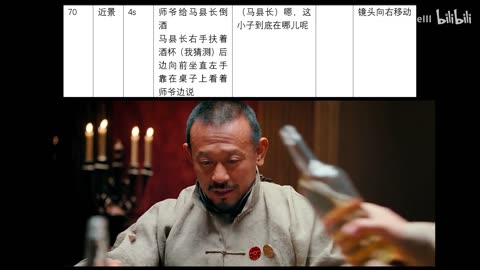 70 近景 4s 师爷给马县长倒 （马县长）嗯，这 镜头向右移动
酒 小子到底在哪儿呢
马县长右手扶着
酒杯（我猜测）后
边向前坐直左手
靠在桌子上看着
师爷边说
elll bilibili